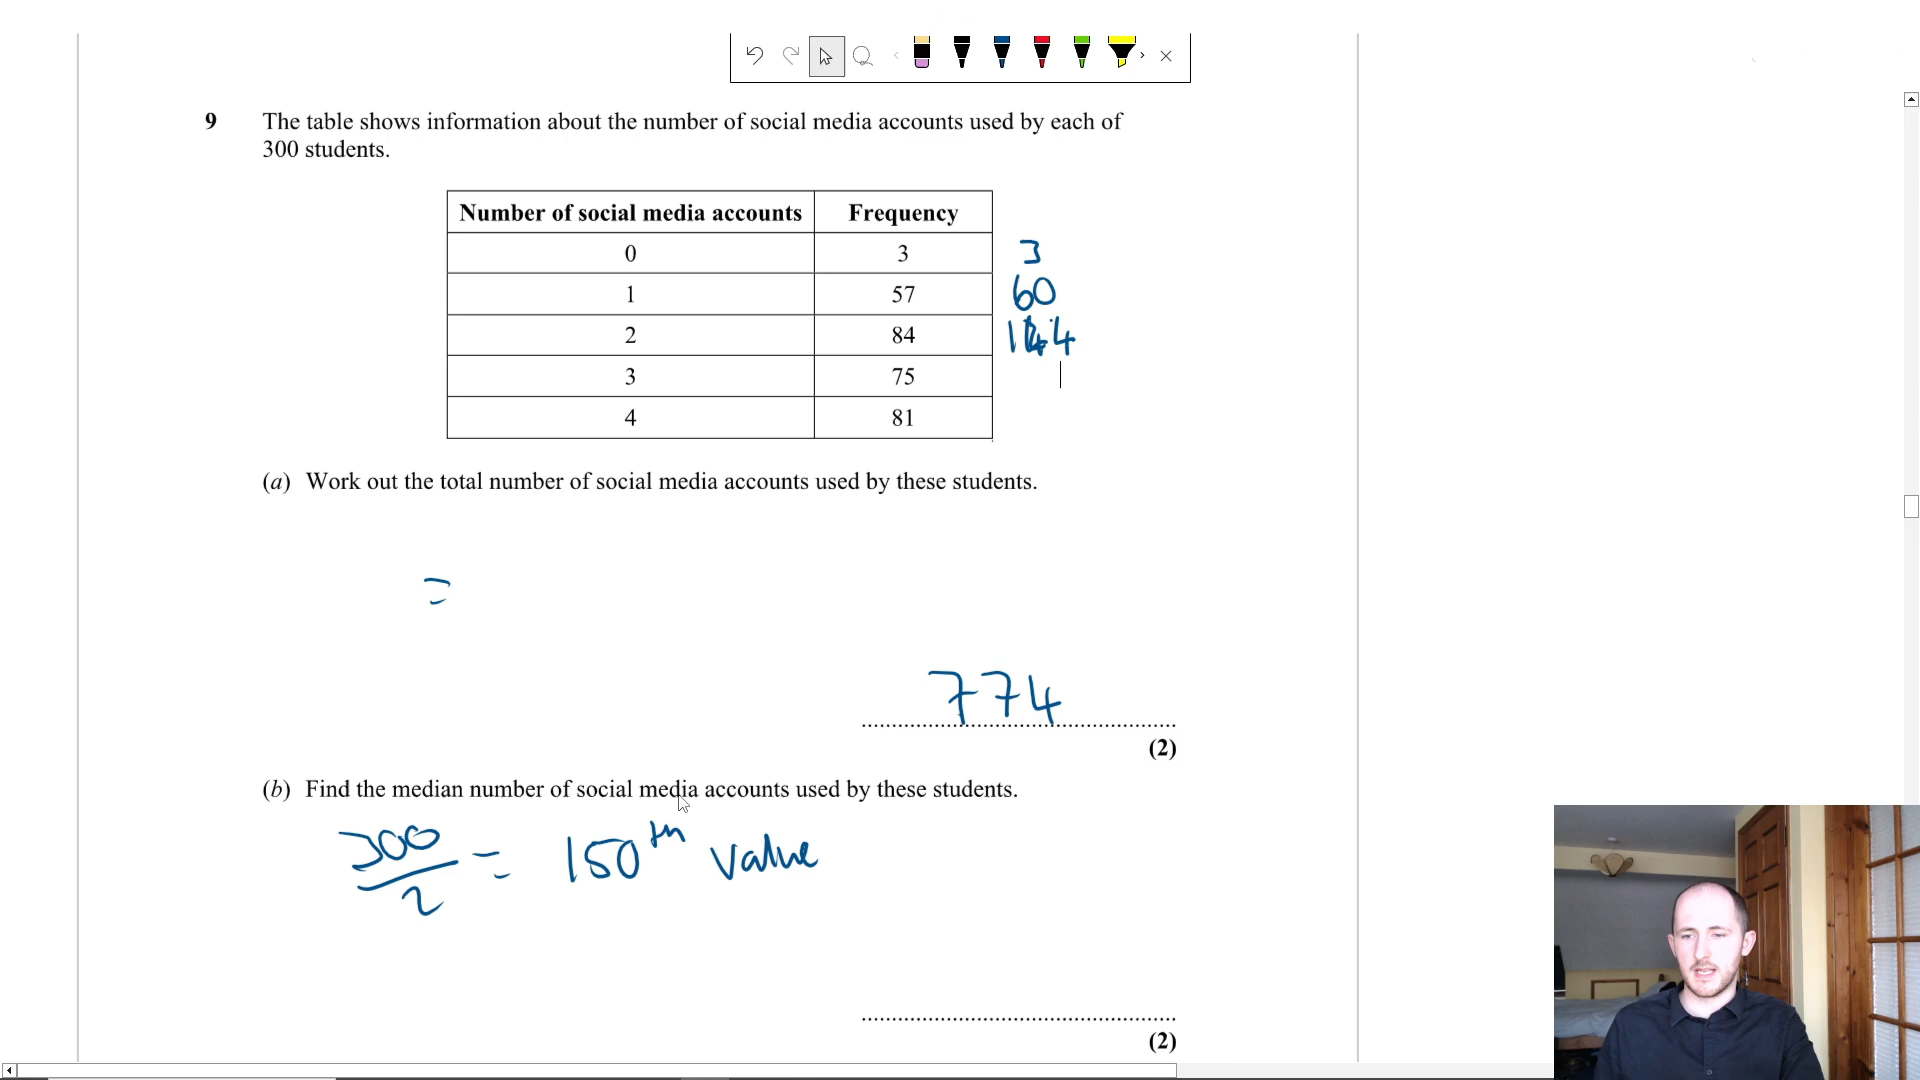 9 The table shows information about the number of social media accounts used by each of
300 students.
Number of social media accounts Frequency
0 3 3
1 57 60
2 84 144
3 75
4 81
(a) Work out the total number of social media accounts used by these students.
=
774
(2)
(b) Find the median number of social media accounts used by these students.
300/2 = 150th value
(2)